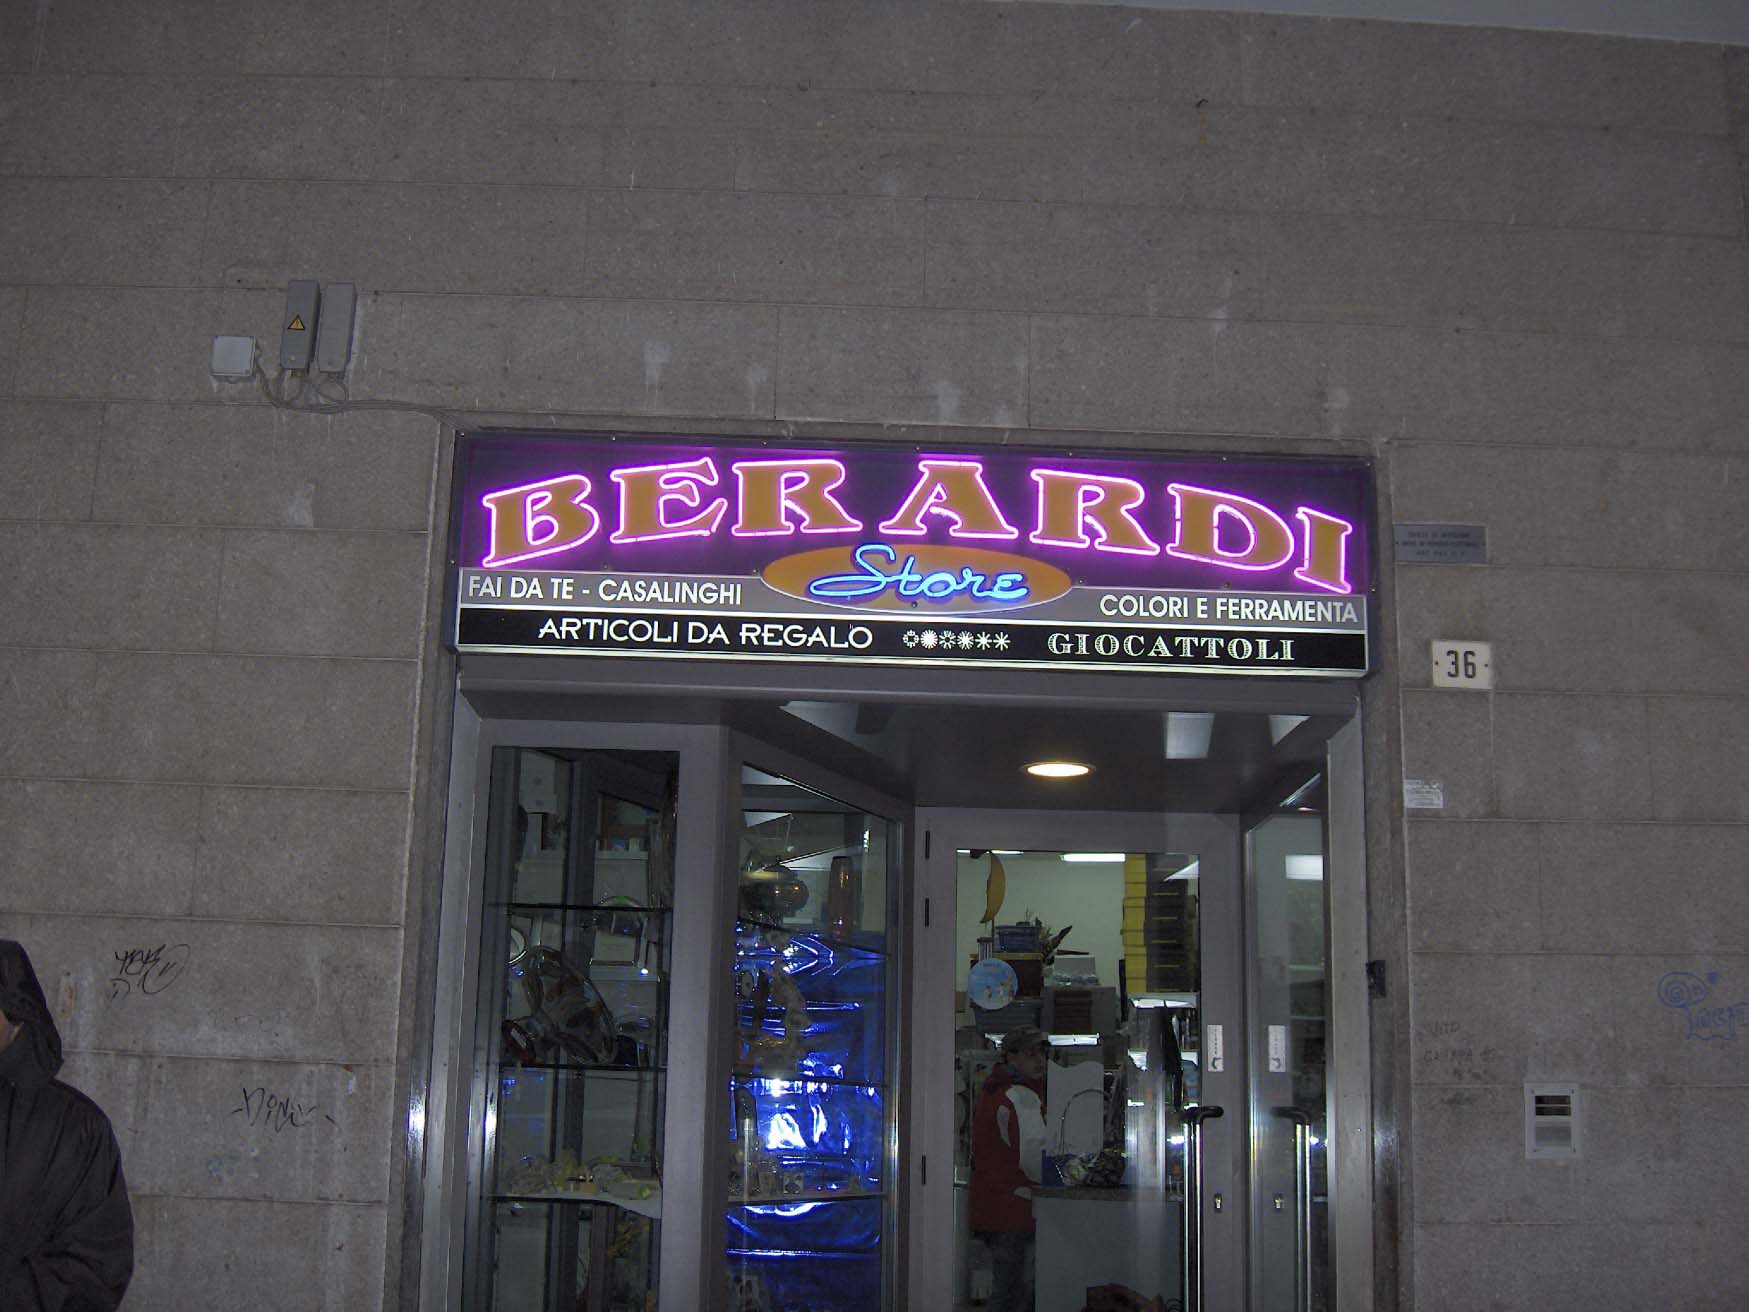 BERARDI
Store
FAI DA TE - CASALINGHI
COLORI E FERRAMENTA
ARTICOLI DA REGALO
GIOCATTOLI
36